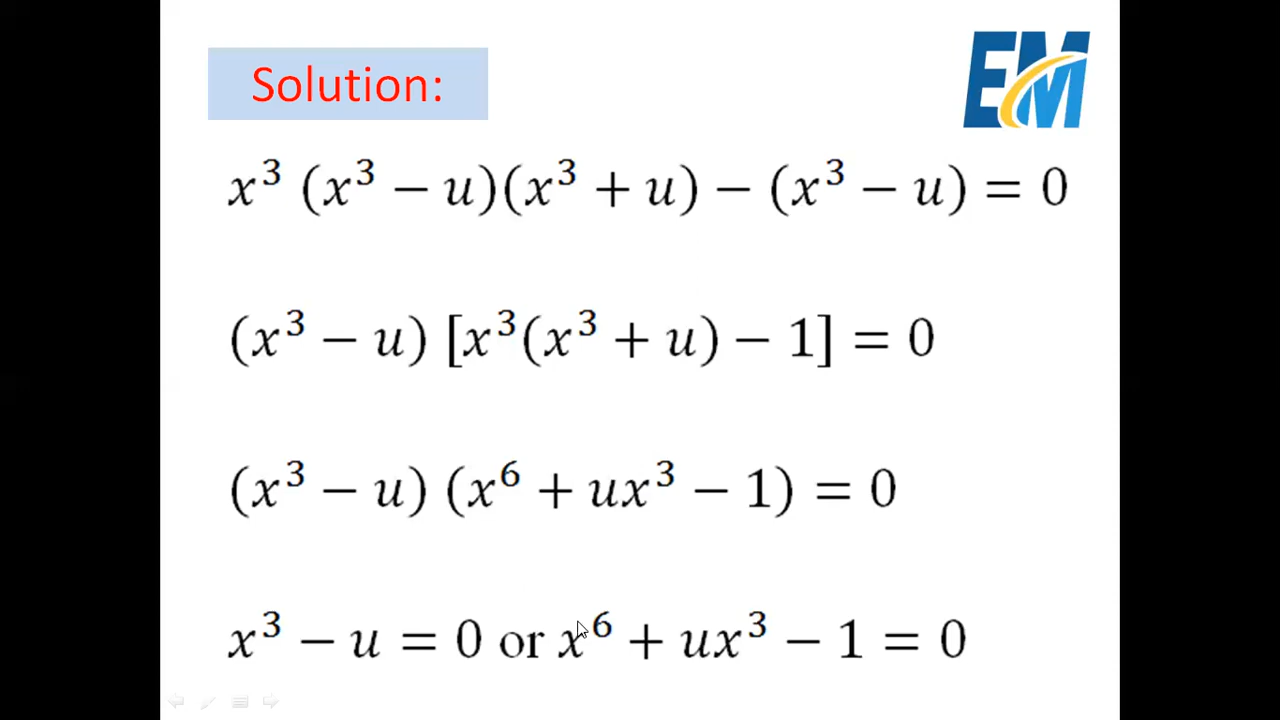 Solution:
EM
x³ (x³ − u)(x³ + u) − (x³ − u) = 0
(x³ − u) [x³(x³ + u) − 1] = 0
(x³ − u) (x⁶ + ux³ − 1) = 0
x³ − u = 0 or x⁶ + ux³ − 1 = 0